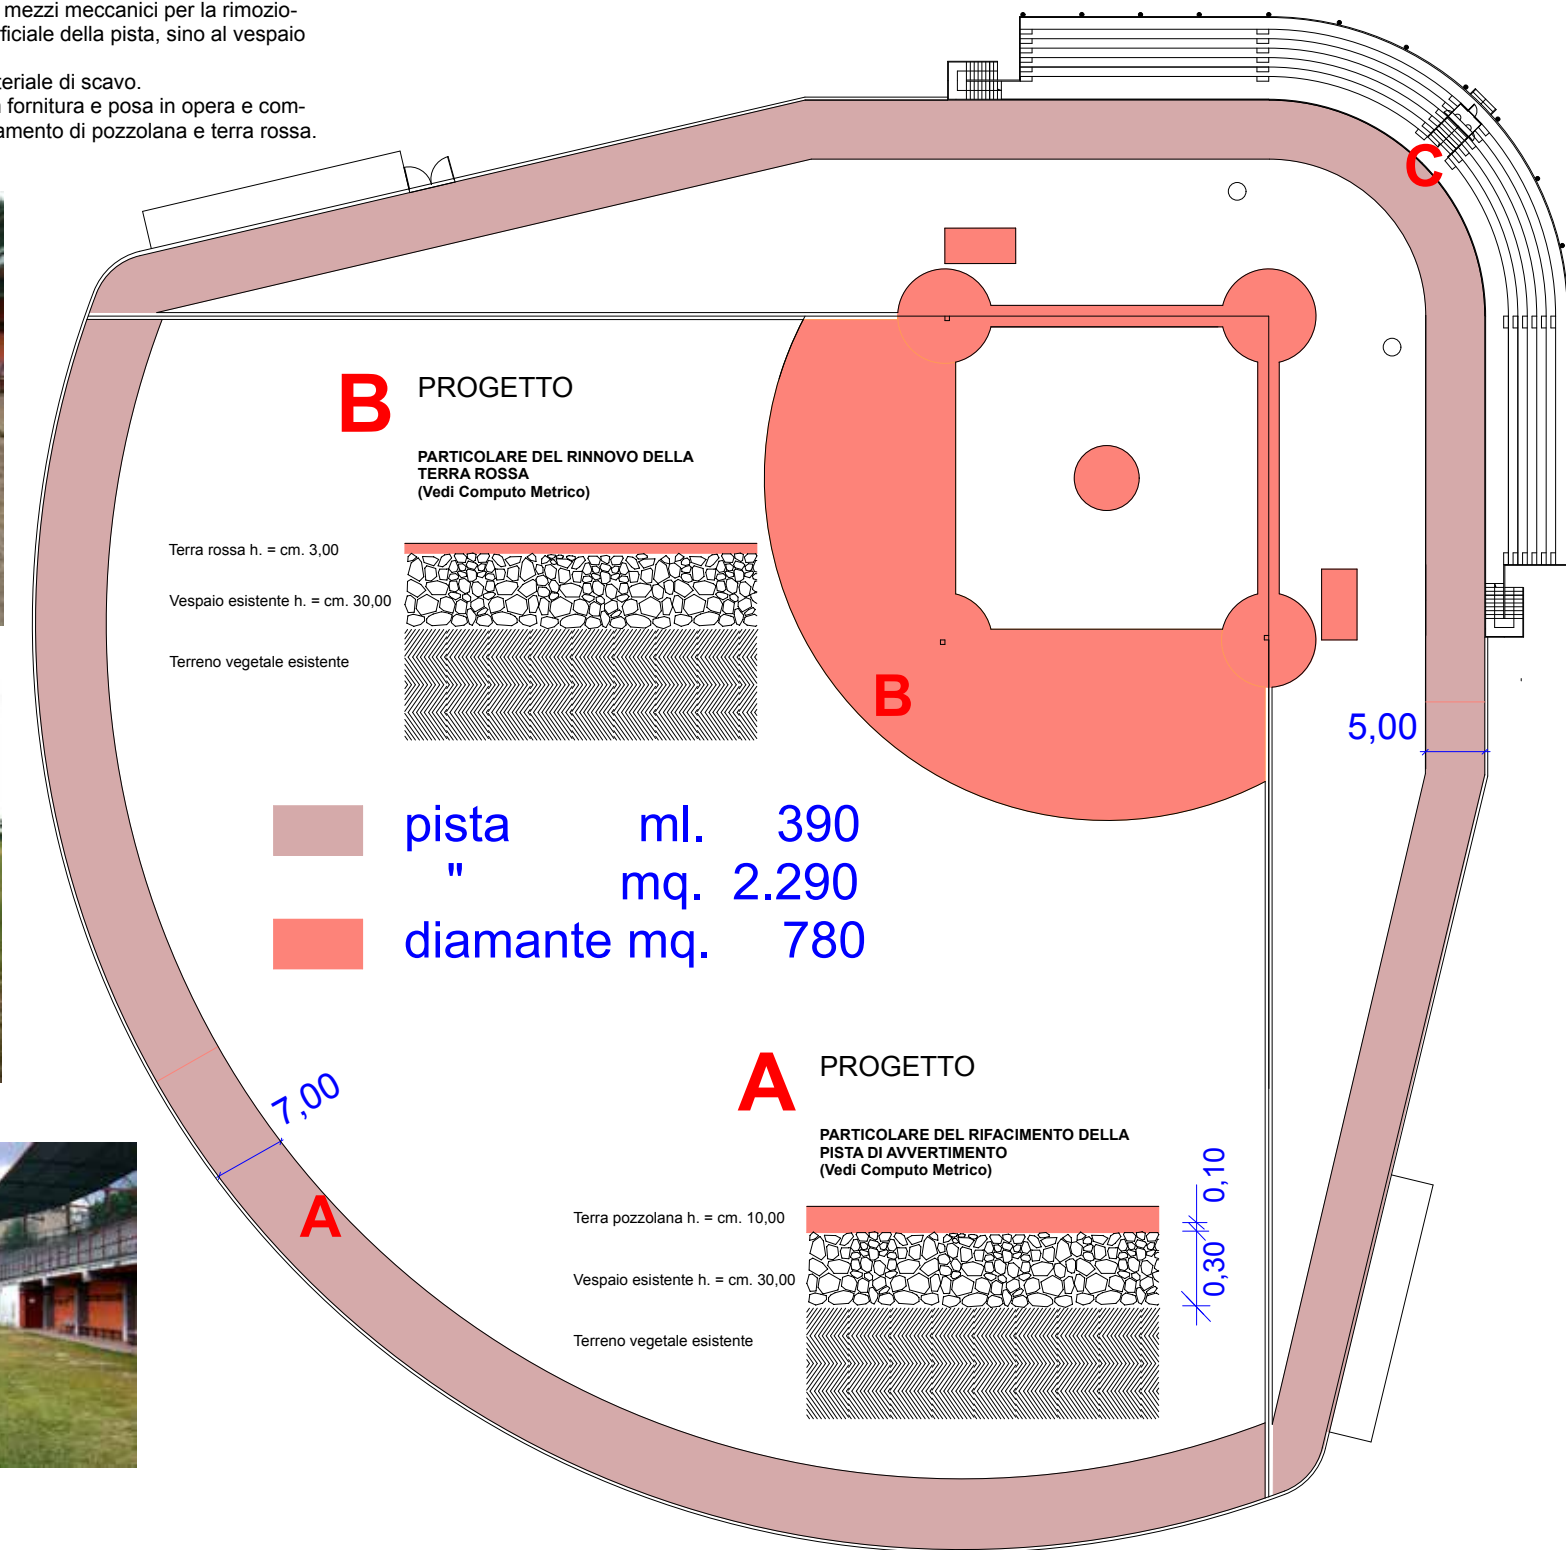 mezzi meccanici per la rimozio-
ficiale della pista, sino al vespaio
teriale di scavo.
fornitura e posa in opera e com-
amento di pozzolana e terra rossa.
C
B PROGETTO
PARTICOLARE DEL RINNOVO DELLA
TERRA ROSSA
(Vedi Computo Metrico)
Terra rossa h. = cm. 3,00
Vespaio esistente h. = cm. 30,00
Terreno vegetale esistente
B
5,00
pista ml. 390
" mq. 2.290
diamante mq. 780
7,00
A
A PROGETTO
PARTICOLARE DEL RIFACIMENTO DELLA
PISTA DI AVVERTIMENTO
(Vedi Computo Metrico)
Terra pozzolana h. = cm. 10,00
Vespaio esistente h. = cm. 30,00
Terreno vegetale esistente
0,10
0,30